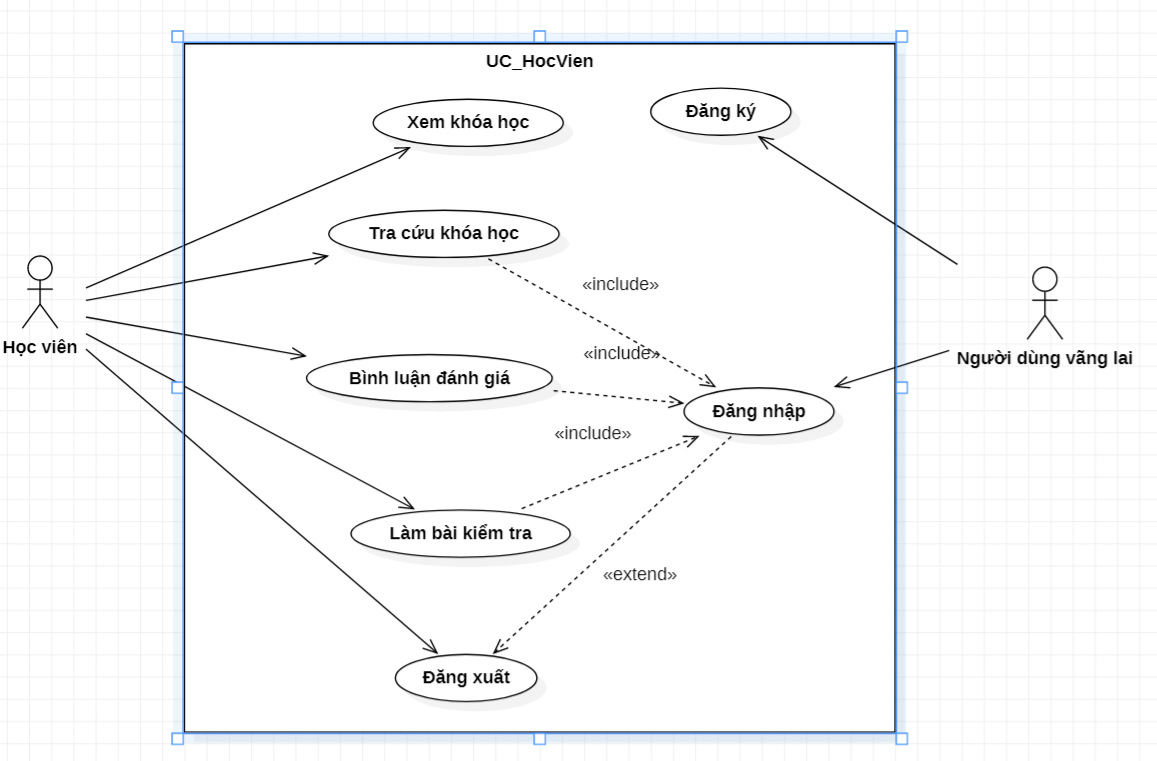 UC_HocVien
Xem khóa học
Đăng ký
Tra cứu khóa học
«include»
Học viên
«include»
Người dùng vãng lai
Bình luận đánh giá
Đăng nhập
«include»
Làm bài kiểm tra
«extend»
Đăng xuất